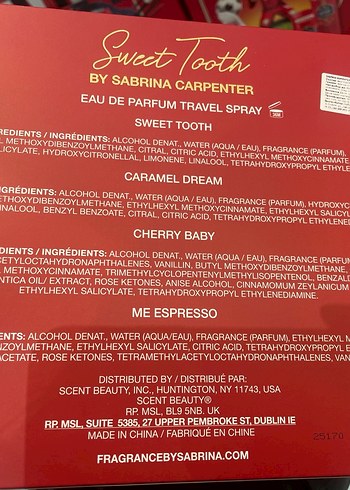 Sweet Tooth
BY SABRINA CARPENTER
EAU DE PARFUM TRAVEL SPRAY
SWEET TOOTH
REDIENTS / INGRÉDIENTS: ALCOHOL DENAT., WATER (AQUA / EAU), FRAGRANCE (PARFUM),
L METHOXYDIBENZOYLMETHANE, CITRAL, CITRIC ACID, ETHYLHEXYL METHOXYCINNAMATE
LICYLATE, HYDROXYCITRONELLAL, LIMONENE, LINALOOL, TETRAHYDROXYPROPYL ETHYLE
CARAMEL DREAM
NGRÉDIENTS: ALCOHOL DENAT., WATER (AQUA / EAU), FRAGRANCE (PARFUM), HYDROXYC
METHANE, ETHYLHEXYL METHOXYCINNAMATE, ETHYLHEXYL SALICYL
INALOOL, BENZYL BENZOATE, CITRAL, CITRIC ACID, TETRAHYDROXYPROPYL ETHYLENE
CHERRY BABY
DIENTS / INGRÉDIENTS: ALCOHOL DENAT., WATER (AQUA / EAU), FRAGRANCE (PARFUM
CETYLOCTAHYDRONAPHTHALENES, VANILLIN, BUTYL METHOXYDIBENZOYLMETHANE,
L METHOXYCINNAMATE, TRIMETHYLCYCLOPENTENYLMETHYLISOPENTENOL, BENZALD
NTICA OIL/ EXTRACT, ROSE KETONES, ANISE ALCOHOL, CINNAMOMUM ZEYLANICUM
ETHYLHEXYL SALICYLATE, TETRAHYDROXYPROPYL ETHYLENEDIAMINE.
ME ESPRESSO
ENTS: ALCOHOL DENAT., WATER (AQUA/EAU), FRAGRANCE (PARFUM), ETHYLHEXYL M
NZOYLMETHANE, ETHYLHEXYL SALICYLATE, CITRIC ACID, TETRAHYDROXYPROPYL E
ACETATE, ROSE KETONES, TETRAMETHYLACETYLOCTAHYDRONAPHTHALENES, VAN
DISTRIBUTED BY / DISTRIBUÉ PAR:
SCENT BEAUTY, INC., HUNTINGTON, NY 11743, USA
SCENT BEAUTY®
RP. MSL, BL9 5NB. UK
RP. MSL, SUITE 5385, 27 UPPER PEMBROKE ST, DUBLIN IE
MADE IN CHINA / FABRIQUÉ EN CHINE
25170
FRAGRANCEBYSABRINA.COM